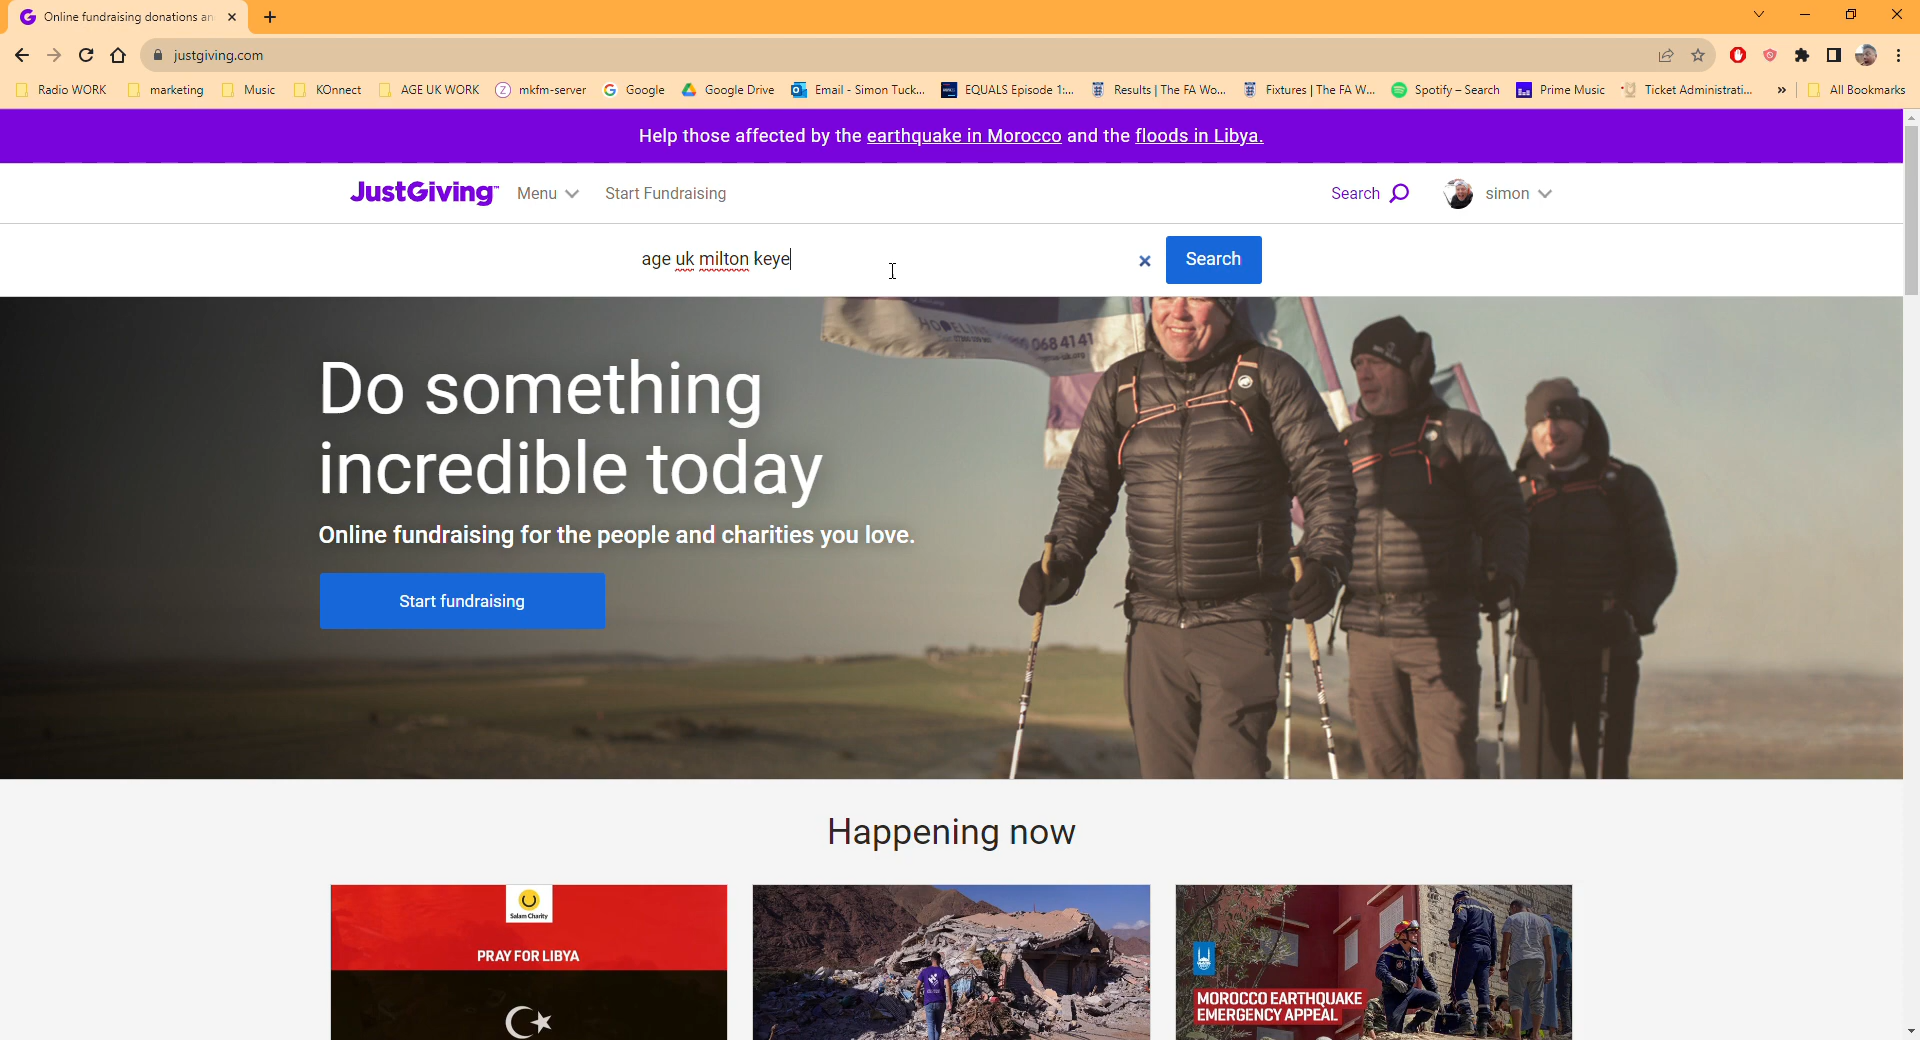 Online fundraising donations an
justgiving.com
Radio WORK
marketing
Music
KOnnect
AGE UK WORK
mkfm-server
Google
Google Drive
Email - Simon Tuck...
EQUALS Episode 1:...
Results | The FA Wo...
Fixtures | The FA W...
Spotify – Search
Prime Music
Ticket Administrati...
»
All Bookmarks
Help those affected by the earthquake in Morocco and the floods in Libya.
JustGiving™
Menu
Start Fundraising
Search
simon
age uk milton keye
Search
068 4141
Do something
incredible today
Online fundraising for the people and charities you love.
Start fundraising
Happening now
Salam Charity
PRAY FOR LIBYA
MOROCCO EARTHQUAKE
EMERGENCY APPEAL